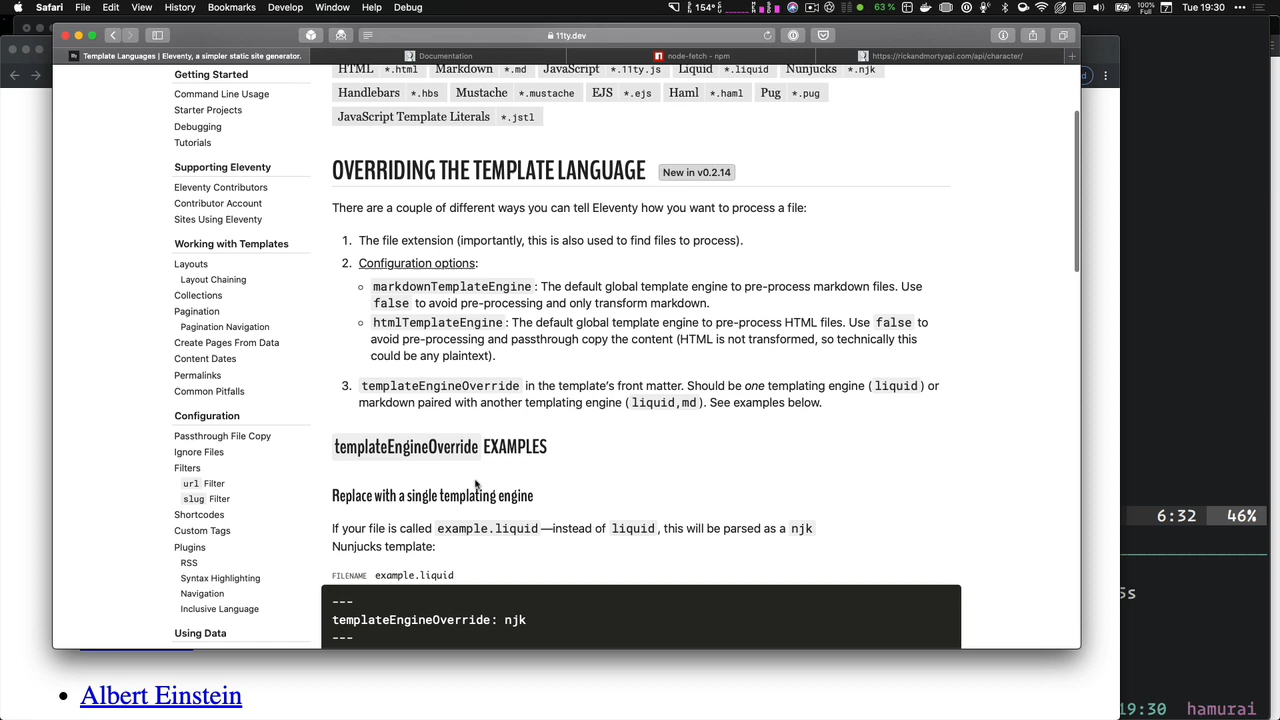 Safari File Edit View History Bookmarks Develop Window Help Debug 154° 63 % 100% Full Tue 19:30
11ty.dev
Template Languages | Eleventy, a simpler static site generator. Documentation node-fetch - npm https://rickandmortyapi.com/api/character/
Getting Started
Command Line Usage
Starter Projects
Debugging
Tutorials
Supporting Eleventy
Eleventy Contributors
Contributor Account
Sites Using Eleventy
Working with Templates
Layouts
Layout Chaining
Collections
Pagination
Pagination Navigation
Create Pages From Data
Content Dates
Permalinks
Common Pitfalls
Configuration
Passthrough File Copy
Ignore Files
Filters
url Filter
slug Filter
Shortcodes
Custom Tags
Plugins
RSS
Syntax Highlighting
Navigation
Inclusive Language
Using Data
HTML *.html Markdown *.md JavaScript *.11ty.js Liquid *.liquid Nunjucks *.njk
Handlebars *.hbs Mustache *.mustache EJS *.ejs Haml *.haml Pug *.pug
JavaScript Template Literals *.jstl
OVERRIDING THE TEMPLATE LANGUAGE New in v0.2.14
There are a couple of different ways you can tell Eleventy how you want to process a file:
1. The file extension (importantly, this is also used to find files to process).
2. Configuration options:
markdownTemplateEngine: The default global template engine to pre-process markdown files. Use
false to avoid pre-processing and only transform markdown.
htmlTemplateEngine: The default global template engine to pre-process HTML files. Use false to
avoid pre-processing and passthrough copy the content (HTML is not transformed, so technically this
could be any plaintext).
3. templateEngineOverride in the template's front matter. Should be one templating engine (liquid) or
markdown paired with another templating engine (liquid,md). See examples below.
templateEngineOverride EXAMPLES
Replace with a single templating engine
If your file is called example.liquid—instead of liquid, this will be parsed as a njk
Nunjucks template:
FILENAME example.liquid
---
templateEngineOverride: njk
---
6:32 46%
5s
19:30 hamurai
• Albert Einstein